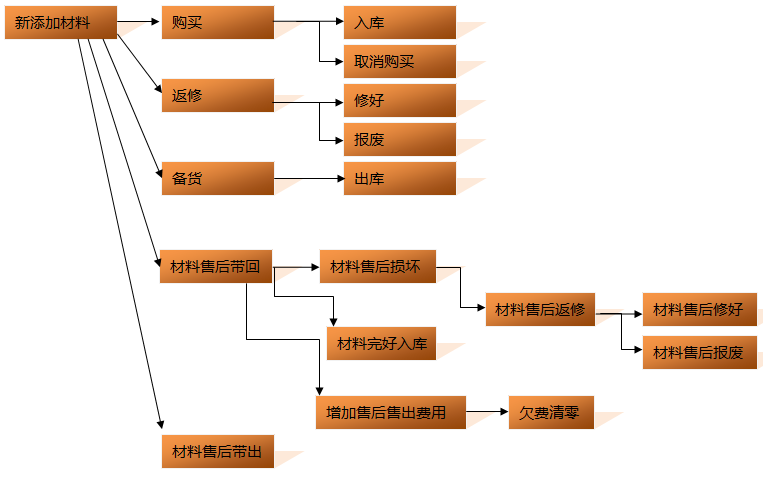 新添加材料
购买
入库
取消购买
返修
修好
报废
备货
出库
材料售后带回
材料售后损坏
材料售后返修
材料售后修好
材料完好入库
材料售后报废
增加售后售出费用
欠费清零
材料售后带出